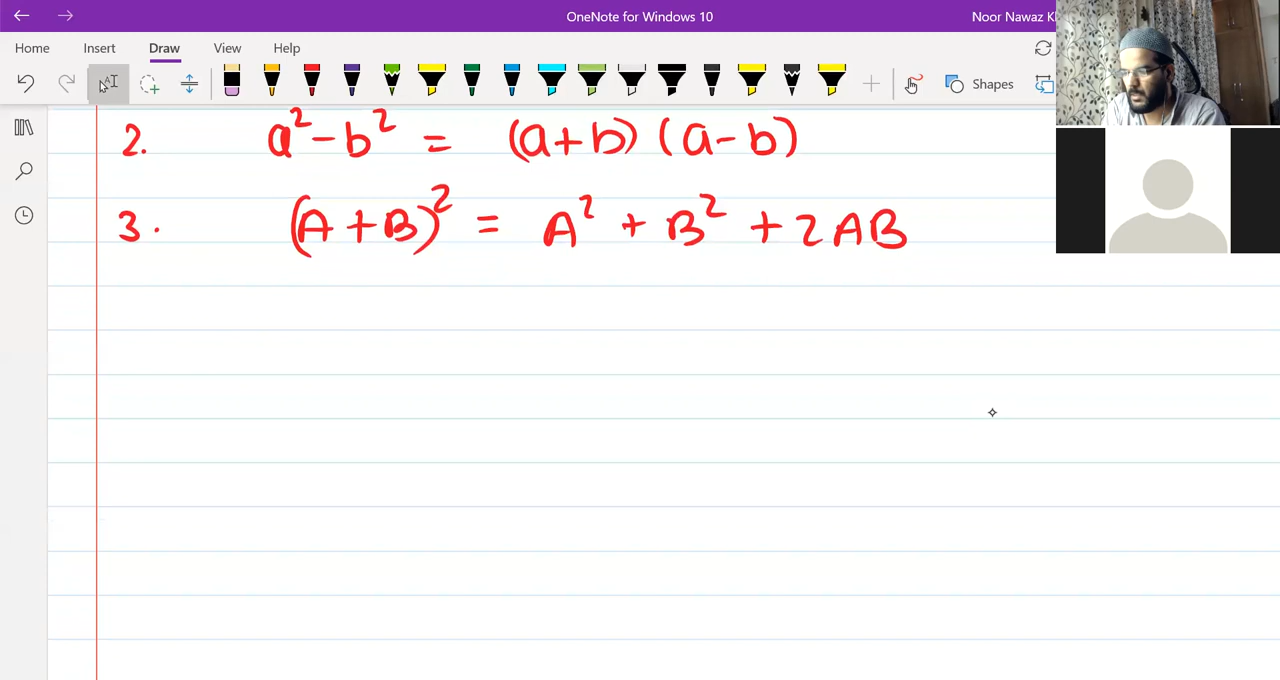 OneNote for Windows 10
Noor Nawaz K
Home Insert Draw View Help
Shapes
2. a² - b² = (a+b) (a-b)
3. (A+B)² = A² + B² + 2AB